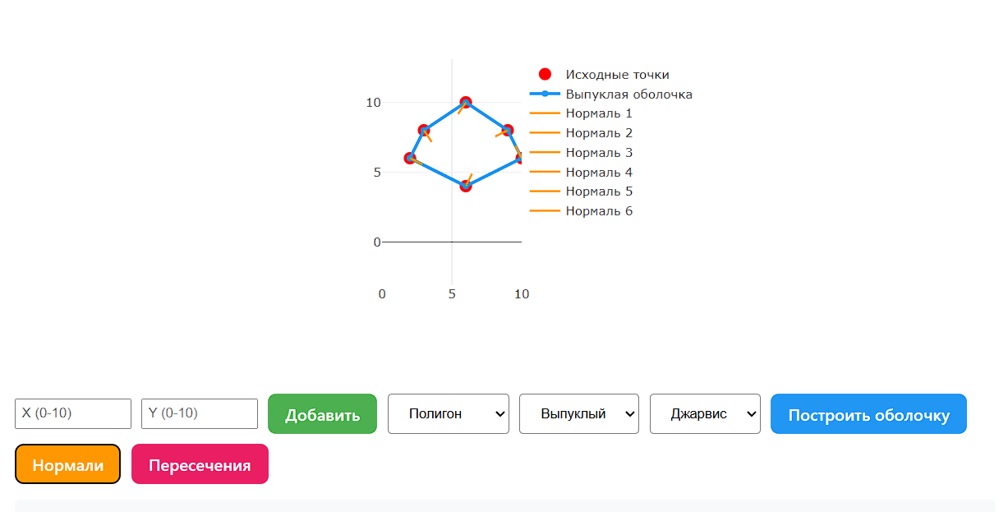 Исходные точки
Выпуклая оболочка
Нормаль 1
Нормаль 2
Нормаль 3
Нормаль 4
Нормаль 5
Нормаль 6
10
5
0
0 5 10
X (0-10) Y (0-10) Добавить Полигон Выпуклый Джарвис Построить оболочку
Нормали Пересечения